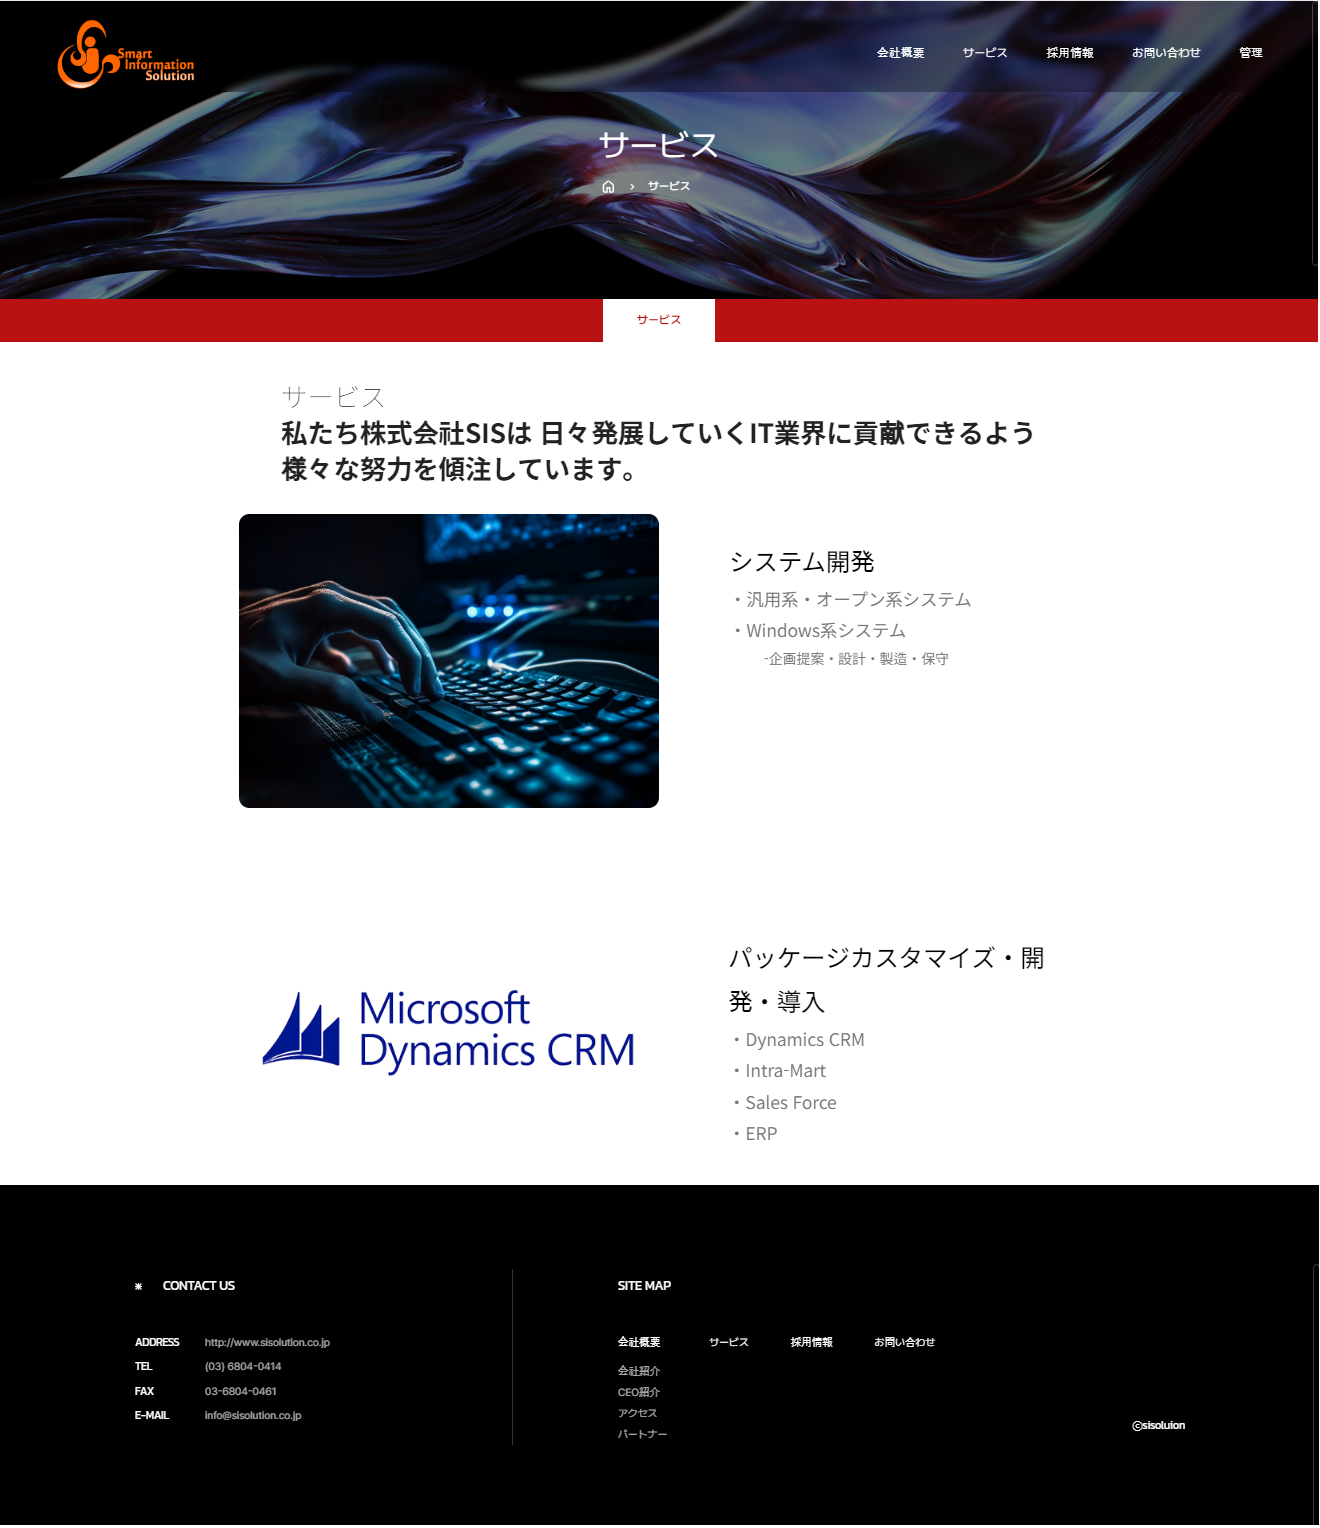 Smart
Information
Solution
会社概要 サービス 採用情報 お問い合わせ 管理
サービス
サービス
サービス
サービス
私たち株式会社SISは 日々発展していくIT業界に貢献できるよう
様々な努力を傾注しています。
システム開発
・汎用系・オープン系システム
・Windows系システム
-企画提案・設計・製造・保守
パッケージカスタマイズ・開
発・導入
Microsoft
Dynamics CRM
・Dynamics CRM
・Intra-Mart
・Sales Force
・ERP
CONTACT US
ADDRESS http://www.sisolution.co.jp
TEL (03) 6804-0414
FAX 03-6804-0461
E-MAIL info@sisolution.co.jp
SITE MAP
会社概要 サービス 採用情報 お問い合わせ
会社紹介
CEO紹介
アクセス
パートナー
©sisoluion